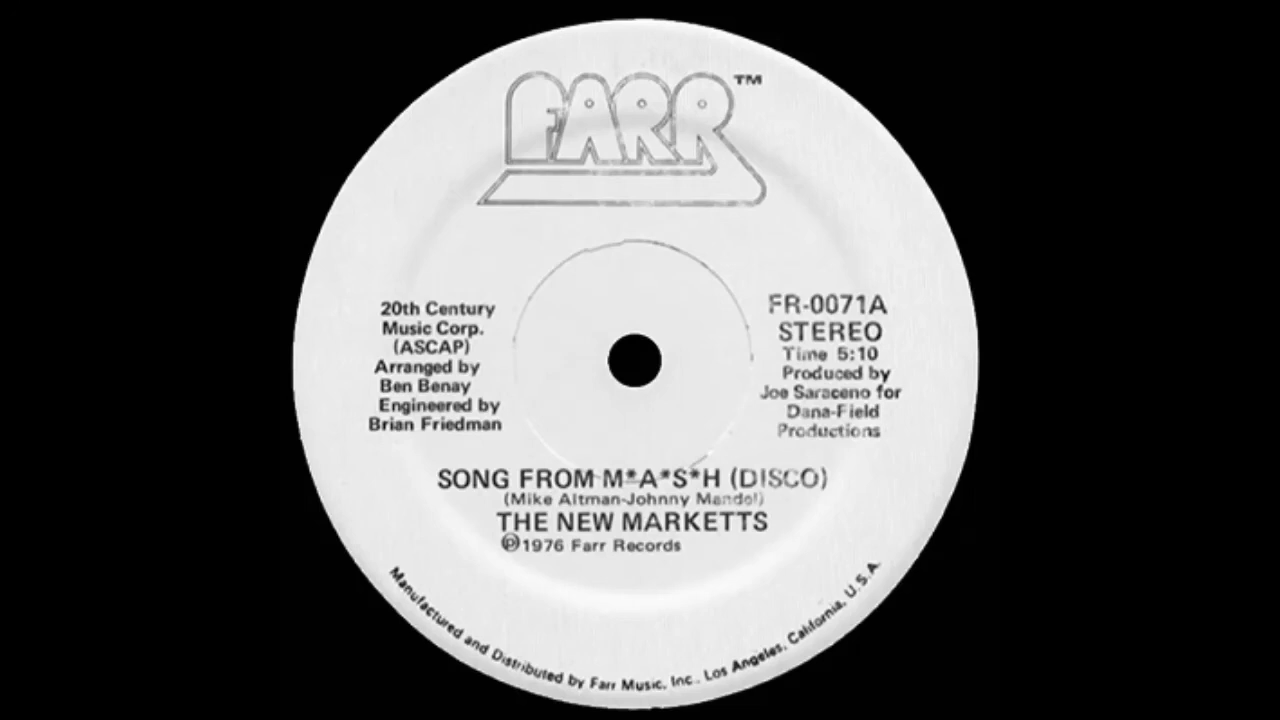 FARR™
20th Century
Music Corp.
(ASCAP)
Arranged by
Ben Benay
Engineered by
Brian Friedman
FR-0071A
STEREO
Time 5:10
Produced by
Joe Saraceno for
Dana-Field
Productions
SONG FROM M*A*S*H (DISCO)
(Mike Altman-Johnny Mandel)
THE NEW MARKETTS
℗1976 Farr Records
Manufactured and Distributed by Farr Music, Inc., Los Angeles, California, U.S.A.